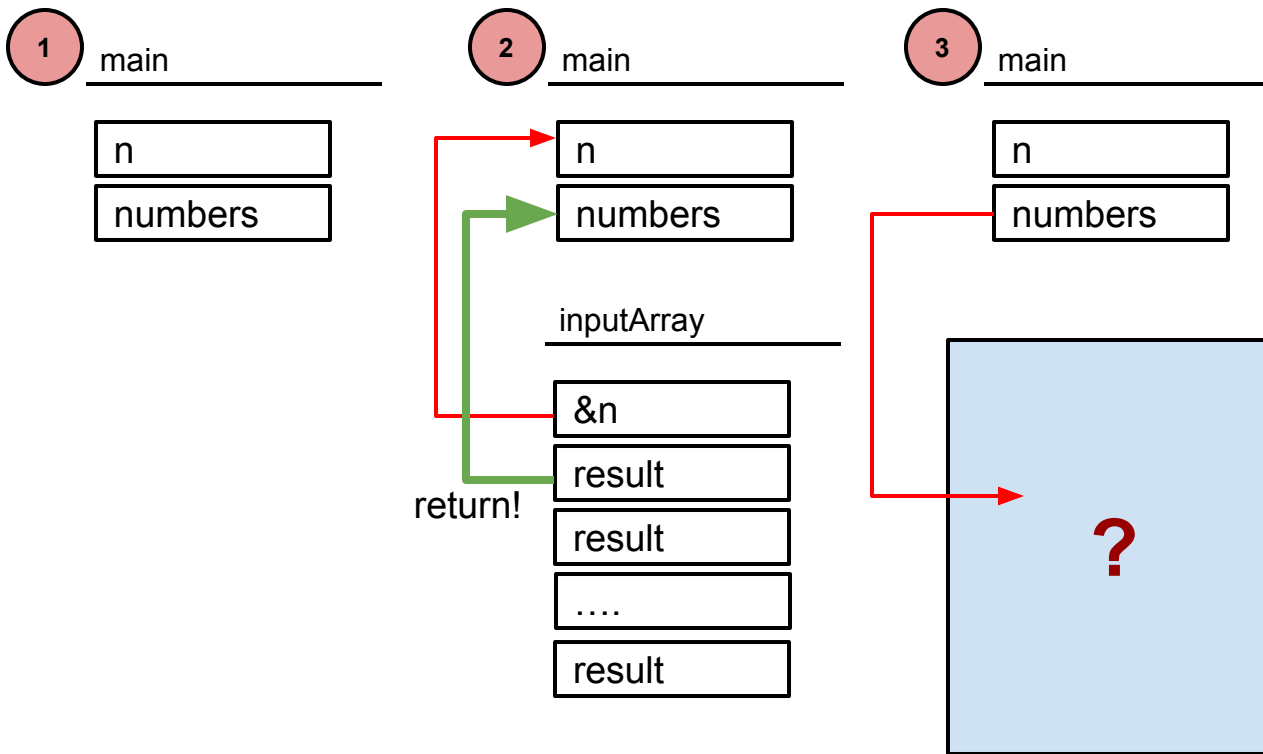 1
main
n
numbers
2
main
n
numbers
inputArray
&n
result
return!
result
....
result
3
main
n
numbers
?